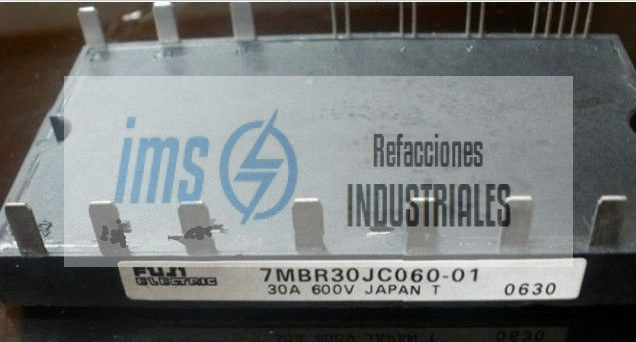 ims
Refacciones
INDUSTRIALES
FUJI
ELECTRIC
7MBR30JC060-01
30A 600V JAPAN T
0630